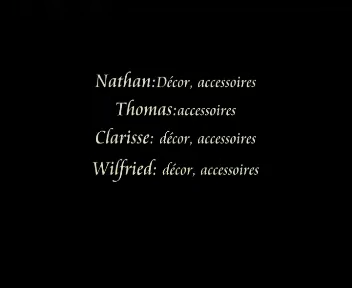 Nathan:Décor, accessoires
Thomas:accessoires
Clarisse: décor, accessoires
Wilfried: décor, accessoires